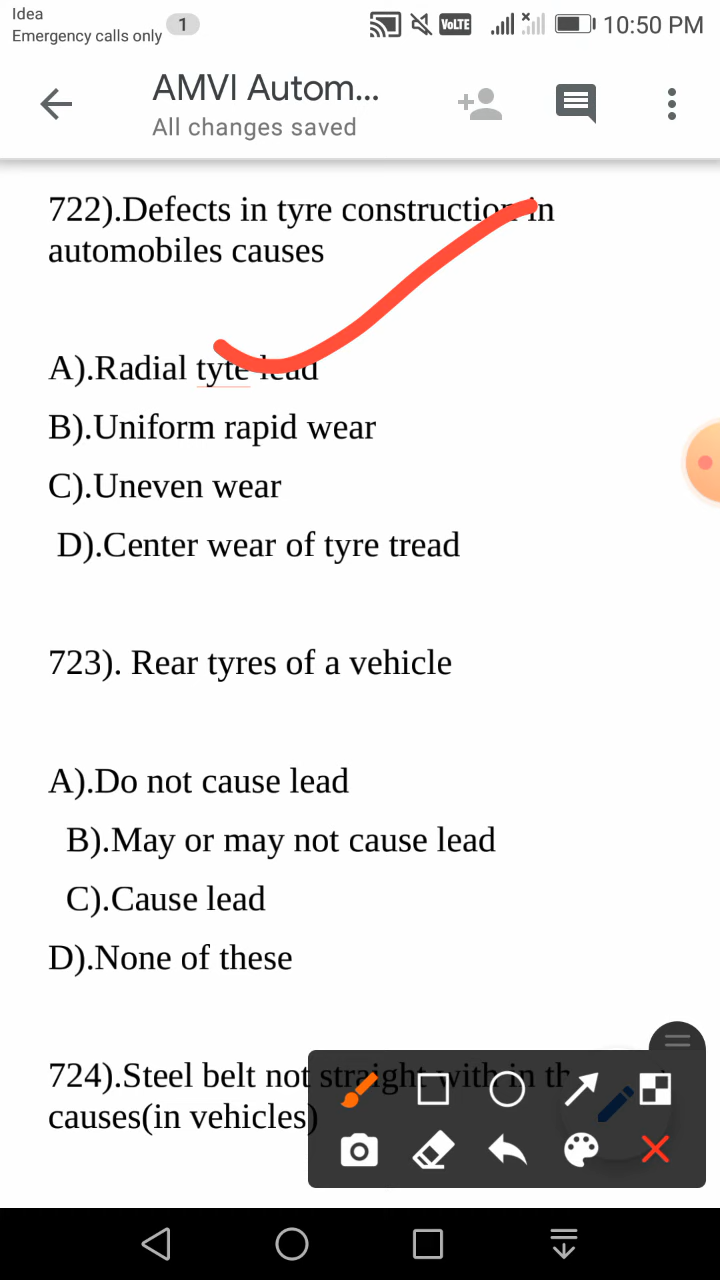 Idea
Emergency calls only
1
VoLTE
10:50 PM
AMVI Autom...
All changes saved
722).Defects in tyre construction in
automobiles causes
A).Radial tyte lead
B).Uniform rapid wear
C).Uneven wear
D).Center wear of tyre tread
723). Rear tyres of a vehicle
A).Do not cause lead
B).May or may not cause lead
C).Cause lead
D).None of these
724).Steel belt not straight with in
causes(in vehicles)